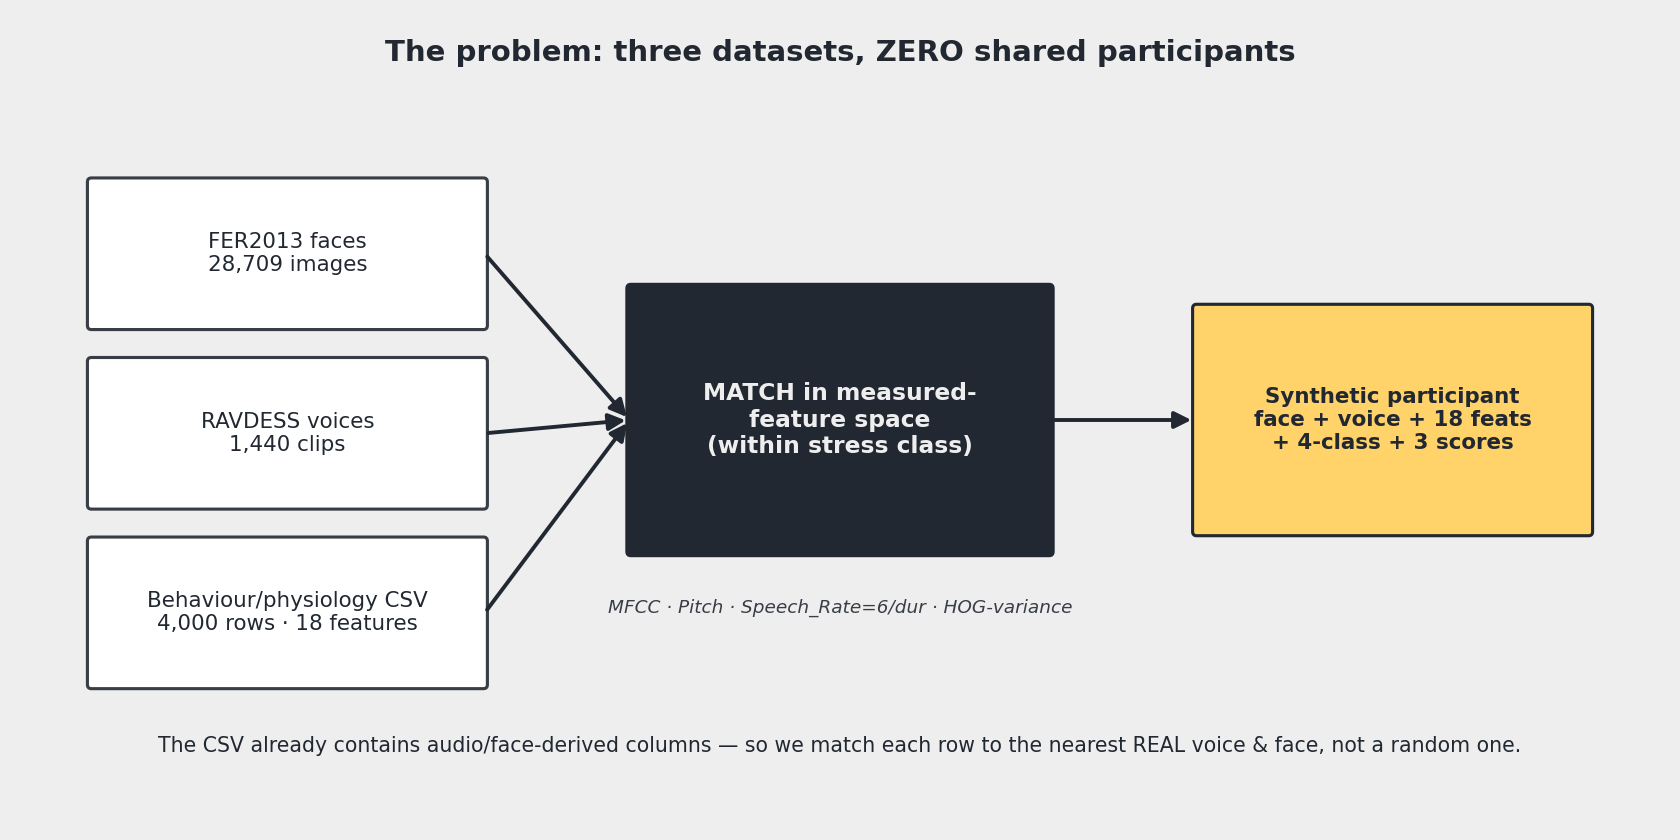 The problem: three datasets, ZERO shared participants
FER2013 faces
28,709 images
RAVDESS voices
1,440 clips
Behaviour/physiology CSV
4,000 rows · 18 features
MATCH in measured-
feature space
(within stress class)
MFCC · Pitch · Speech_Rate=6/dur · HOG-variance
Synthetic participant
face + voice + 18 feats
+ 4-class + 3 scores
The CSV already contains audio/face-derived columns — so we match each row to the nearest REAL voice & face, not a random one.